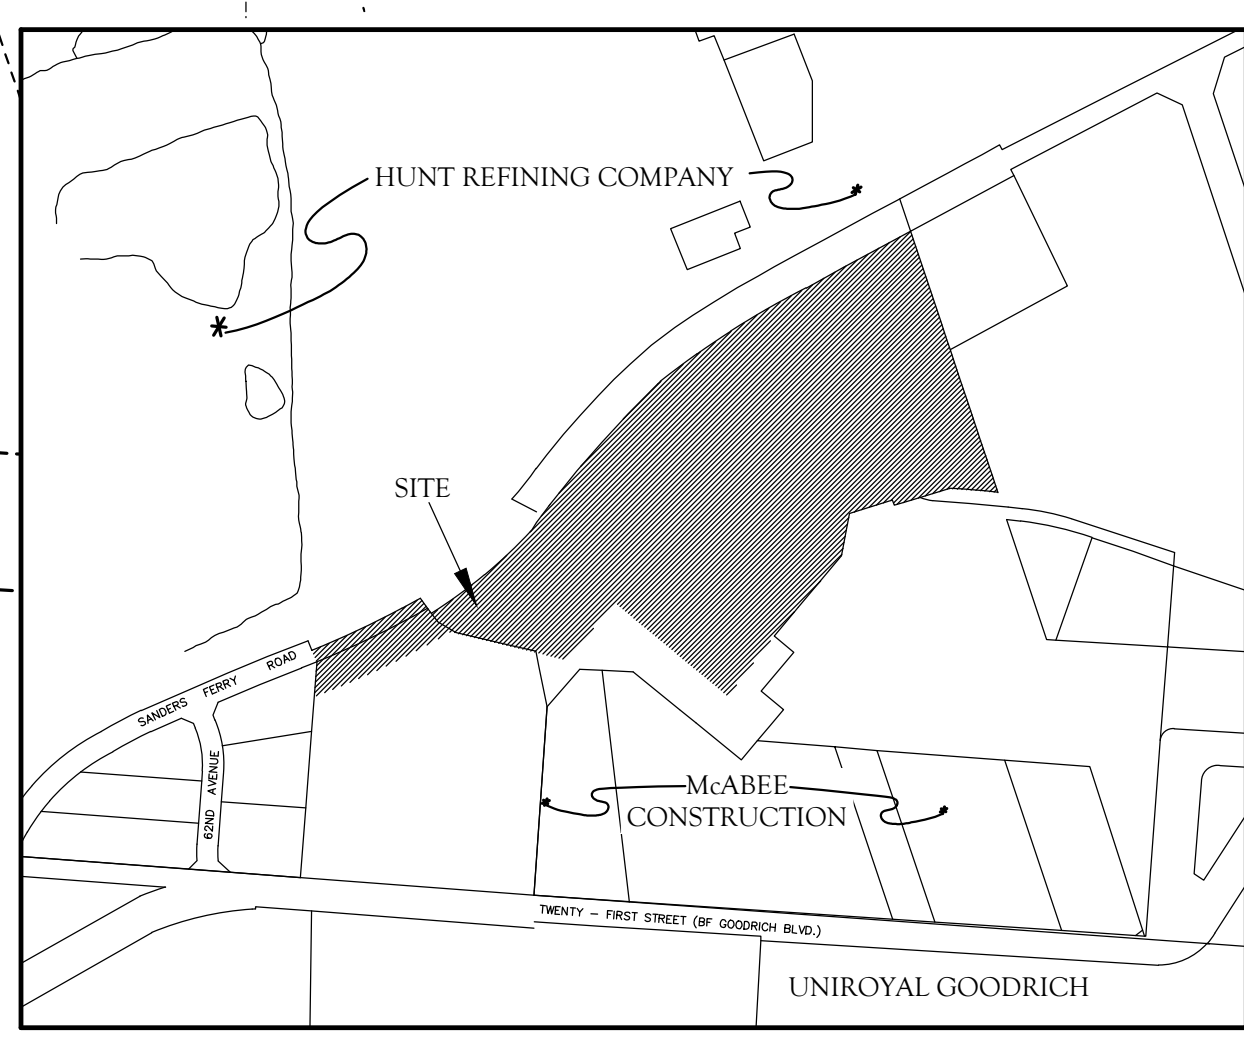 HUNT REFINING COMPANY
SITE
SANDERS FERRY ROAD
62ND AVENUE
McABEE
CONSTRUCTION
TWENTY – FIRST STREET (BF GOODRICH BLVD.)
UNIROYAL GOODRICH